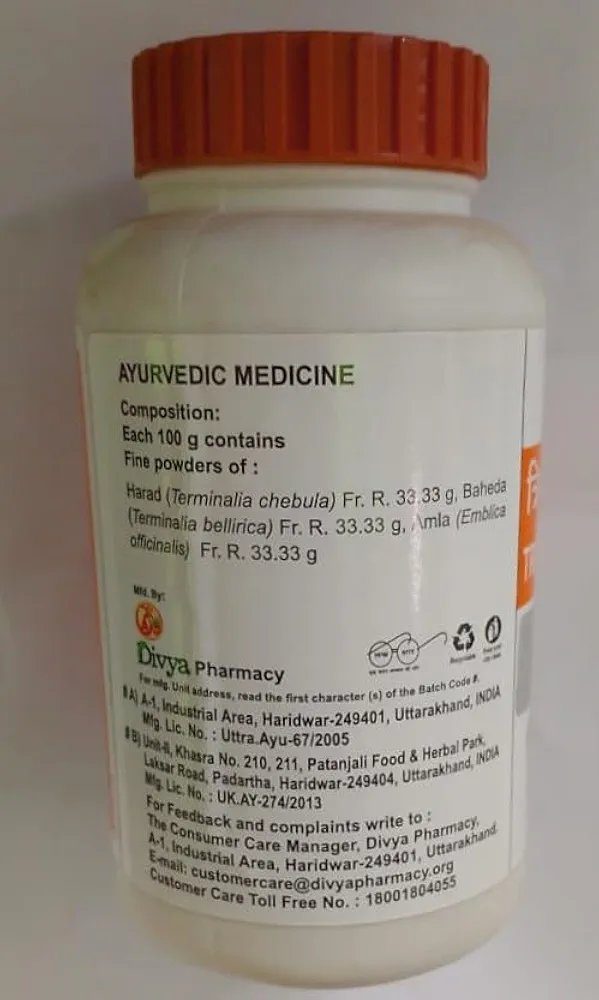 AYURVEDIC MEDICINE
Composition:
Each 100 g contains
Fine powders of :
Harad (Terminalia chebula) Fr. R. 33.33 g, Baheda
(Terminalia bellirica) Fr. R. 33.33 g, Amla (Emblica
officinalis) Fr. R. 33.33 g
Mfd. By:
Divya Pharmacy
For mfg. Unit address, read the first character (s) of the Batch Code #.
# A) A-1, Industrial Area, Haridwar-249401, Uttarakhand, INDIA
Mfg. Lic. No. : Uttra.Ayu-67/2005
# B) Unit-II, Khasra No. 210, 211, Patanjali Food & Herbal Park,
Laksar Road, Padartha, Haridwar-249404, Uttarakhand, INDIA
Mfg. Lic. No. : UK.AY-274/2013
For Feedback and complaints write to :
The Consumer Care Manager, Divya Pharmacy,
A-1, Industrial Area, Haridwar-249401, Uttarakhand.
E-mail: customercare@divyapharmacy.org
Customer Care Toll Free No. : 18001804055